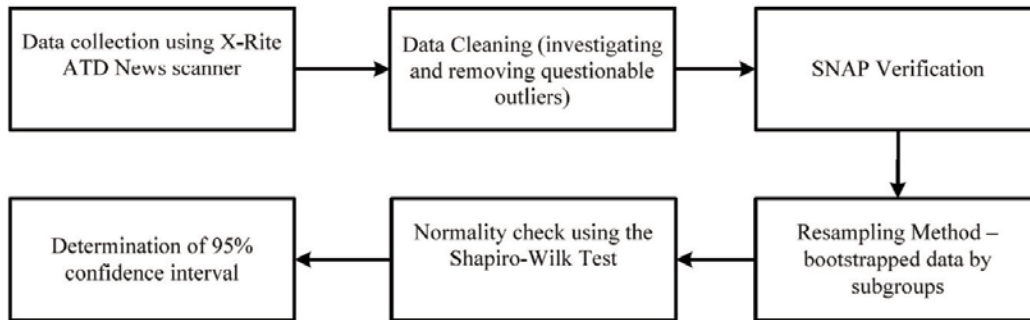 Data collection using X-Rite
ATD News scanner
Data Cleaning (investigating
and removing questionable
outliers)
SNAP Verification
Resampling Method –
bootstrapped data by
subgroups
Normality check using the
Shapiro-Wilk Test
Determination of 95%
confidence interval